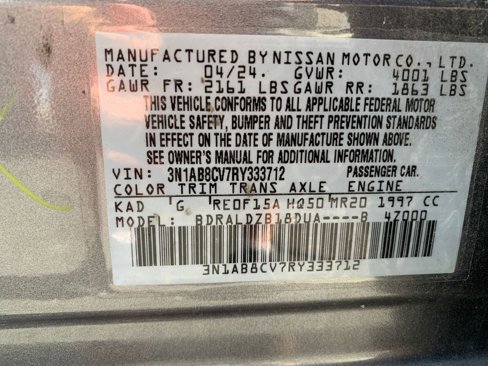 MANUFACTURED BY NISSAN MOTOR CO., LTD.
DATE: 04/24. GVWR: 4001 LBS
GAWR FR: 2161 LBS GAWR RR: 1863 LBS
THIS VEHICLE CONFORMS TO ALL APPLICABLE FEDERAL MOTOR
VEHICLE SAFETY, BUMPER AND THEFT PREVENTION STANDARDS
IN EFFECT ON THE DATE OF MANUFACTURE SHOWN ABOVE.
SEE OWNER'S MANUAL FOR ADDITIONAL INFORMATION.
VIN: 3N1AB8CV7RY333712 PASSENGER CAR.
COLOR TRIM TRANS AXLE ENGINE
KAD G RE0F15A HQ50 MR20 1997 CC
MODEL: BDRALDZB18DUA----B 4Z000
3N1AB8CV7RY333712